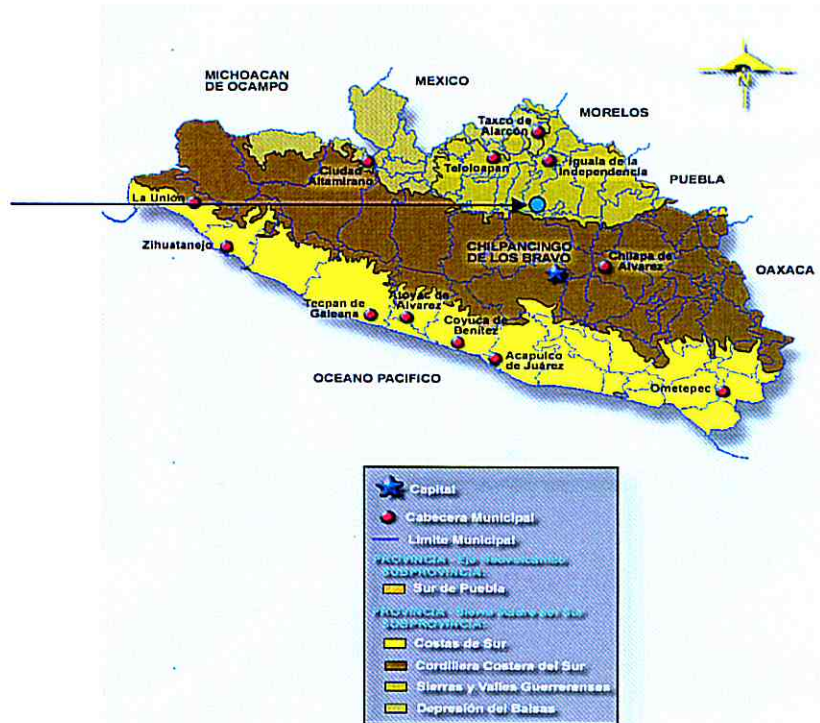 MICHOACAN
DE OCAMPO
MEXICO
MORELOS
Taxco de
Alarcón
Teloloapan
Iguala de la
Independencia
PUEBLA
Ciudad
Altamirano
La Unión
Zihuatanejo
CHILPANCINGO
DE LOS BRAVO
Chilapa de
Alvarez
OAXACA
Tecpan de
Galeana
Atoyac de
Alvarez
Coyuca de
Benítez
Acapulco
de Juárez
Ometepec
OCEANO PACIFICO
N
Capital
Cabecera Municipal
Límite Municipal
PROVINCIA
SUBPROVINCIA:
Sur de Puebla
PROVINCIA
SUBPROVINCIA:
Costas de Sur
Cordillera Costera del Sur
Sierras y Valles Guerrerenses
Depresión del Balsas